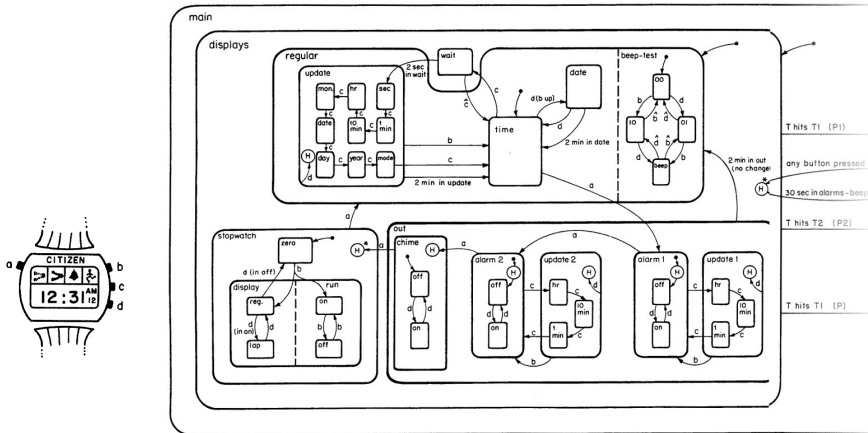 main
displays
regular
wait
update
2 sec
in wait
mon.
c
hr
sec
ĉ
c
c
c
c
date
10
min
c
1
min
c
H
d
day
c
year
c
mode
b
c
2 min in update
time
d(b up)
d
date
2 min in date
beep-test
00
b
d
b̂
d̂
10
01
d̂
b̂
d
b
beep
a
a
2 min in out
(no change)
T hits T1 (P1)
any button pressed
H*
30 sec in alarms-beep
T hits T2 (P2)
T hits T1 (P)
stopwatch
zero
H*
a
d (in off)
b
display
run
reg.
on
d
(in on)
d
b
b
lap
off
out
chime
H
a
off
d
d
on
a
alarm 2
H
off
d
d
on
update 2
c
hr
c
H
d
10
min
c
1
min
c
b
a
alarm 1
H
off
d
d
on
update 1
c
hr
c
H
d
10
min
c
1
min
c
b
a
CITIZEN
12:31 AM
12
b
c
d